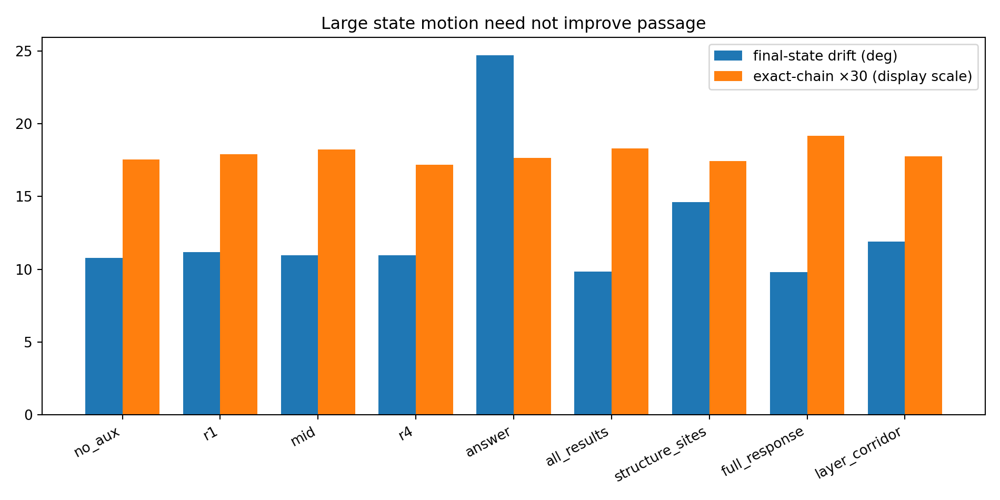 Large state motion need not improve passage
final-state drift (deg)
exact-chain ×30 (display scale)
25
20
15
10
5
0
no_aux
r1
mid
r4
answer
all_results
structure_sites
full_response
layer_corridor